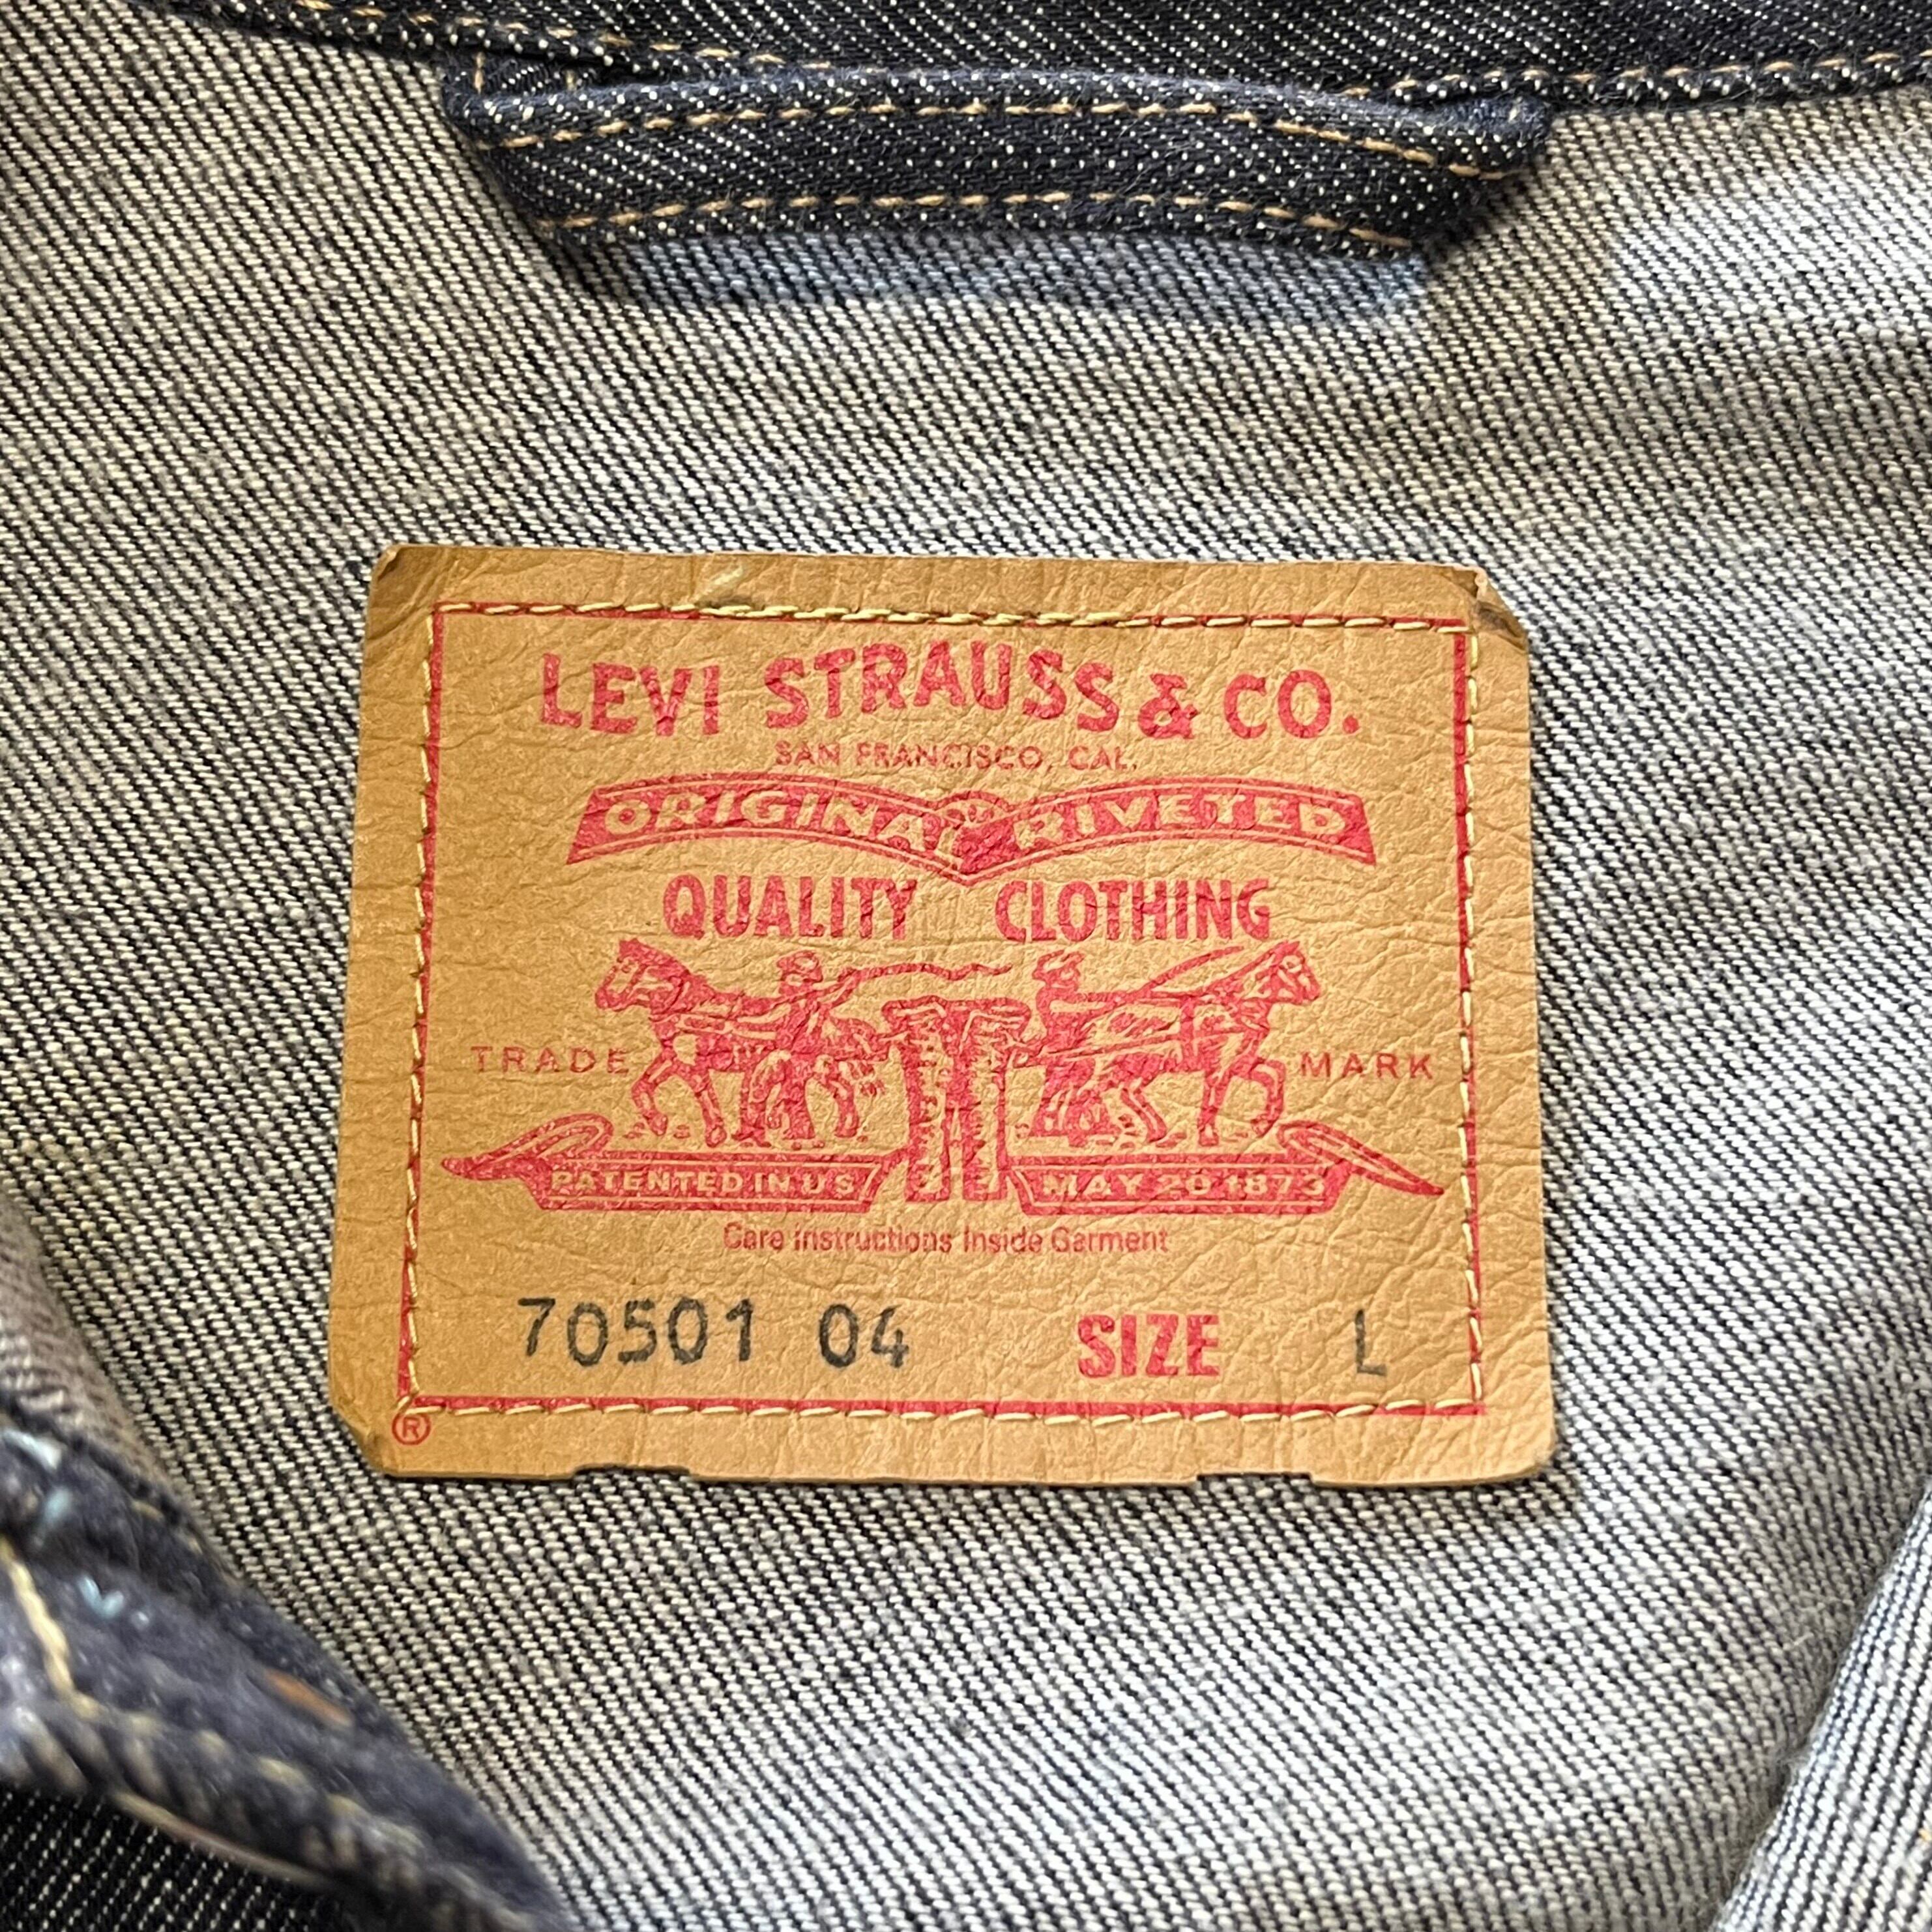 LEVI STRAUSS & CO.
SAN FRANCISCO, CAL.
ORIGINAL RIVETED
QUALITY CLOTHING
TRADE MARK
PATENTED IN U S MAY 20 1873
Care Instructions Inside Garment
70501 04 SIZE L
®